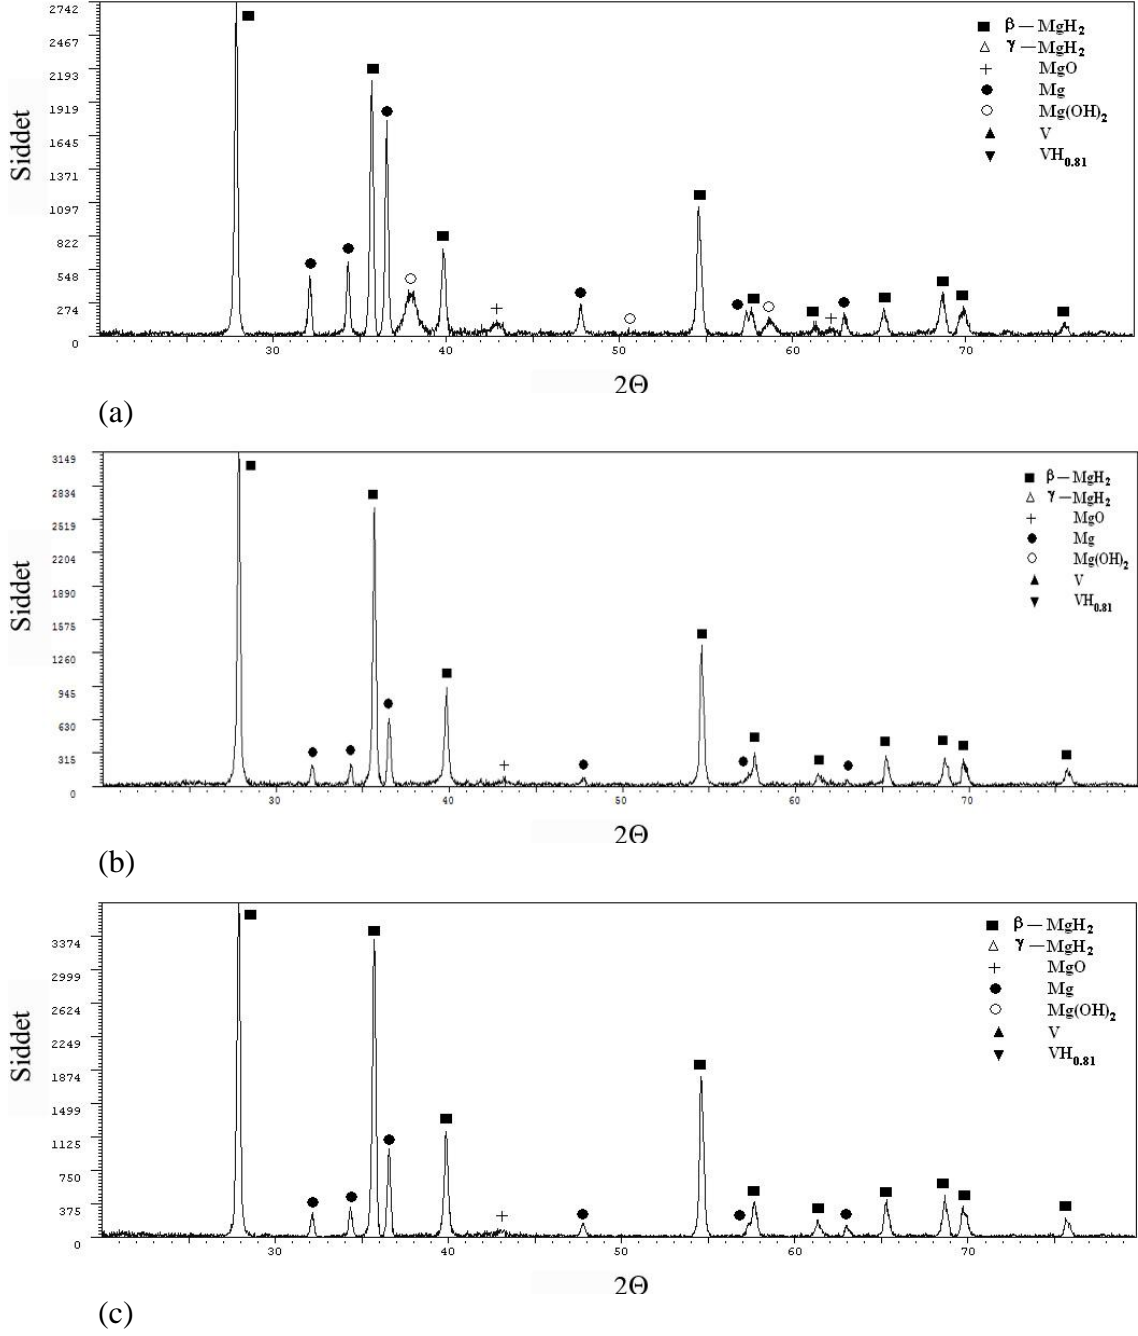 2742
2467
2193
1919
1645
1371
1097
822
548
274
0
Siddet
β — MgH2
γ — MgH2
MgO
Mg
Mg(OH)2
V
VH0.81
30 40 50 60 70
2Θ
(a)
3149
2834
2519
2204
1890
1575
1260
945
630
315
0
Siddet
β — MgH2
γ — MgH2
MgO
Mg
Mg(OH)2
V
VH0.81
30 40 50 60 70
2Θ
(b)
3374
2999
2624
2249
1874
1499
1125
750
375
0
Siddet
β — MgH2
γ — MgH2
MgO
Mg
Mg(OH)2
V
VH0.81
30 40 50 60 70
2Θ
(c)